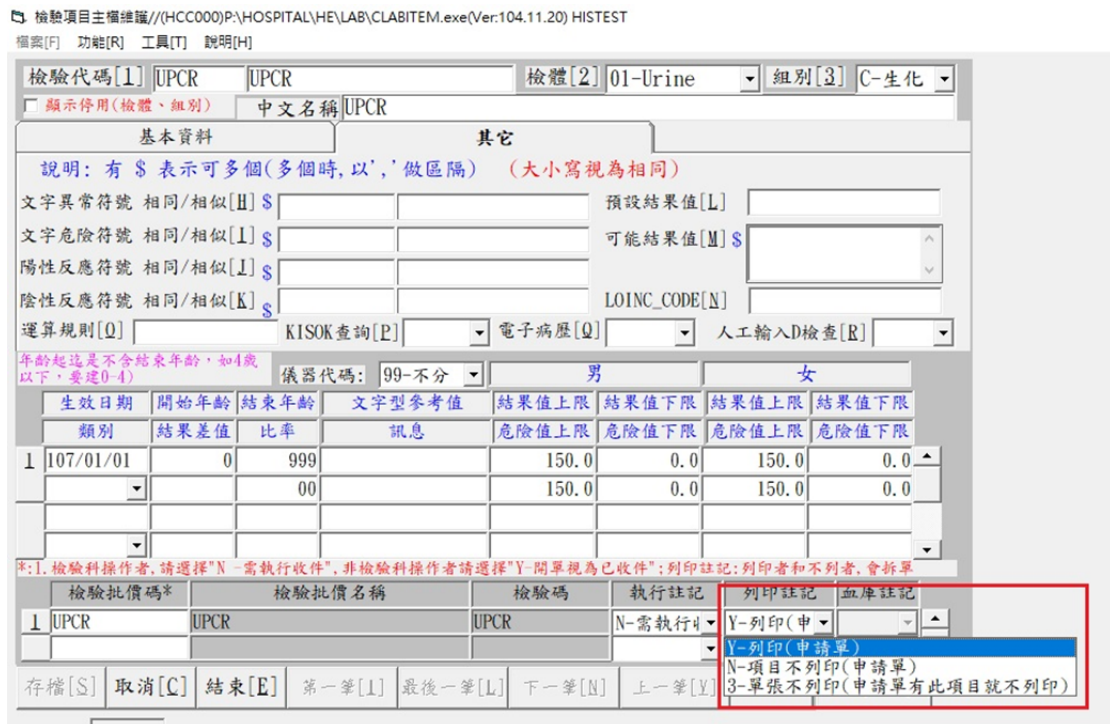 檢驗項目主檔維護//(HCC000)P:\HOSPITAL\HE\LAB\CLABITEM.exe(Ver:104.11.20) HISTEST
檔案[F] 功能[R] 工具[T] 說明[H]
檢驗代碼[1] UPCR UPCR 檢體[2] 01-Urine 組別[3] C-生化
顯示停用(檢體、組別) 中文名稱 UPCR
基本資料 其它
說明: 有 $ 表示可多個(多個時,以','做區隔) (大小寫視為相同)
文字異常符號 相同/相似[H] $ 預設結果值[L]
文字危險符號 相同/相似[I] $ 可能結果值[M] $
陽性反應符號 相同/相似[J] $
陰性反應符號 相同/相似[K] $ LOINC_CODE[N]
運算規則[O] KISOK查詢[P] 電子病歷[Q] 人工輸入D檢查[R]
年齡起迄是不含結束年齡，如4歲
以下，要建0-4) 儀器代碼: 99-不分 男 女
生效日期 開始年齡 結束年齡 文字型參考值 結果值上限 結果值下限 結果值上限 結果值下限
類別 結果差值 比率 訊息 危險值上限 危險值下限 危險值上限 危險值下限
1 107/01/01 0 999 150.0 0.0 150.0 0.0
00 150.0 0.0 150.0 0.0
*:1.檢驗科操作者,請選擇"N -需執行收件",非檢驗科操作者請選擇"Y-開單視為已收件";列印註記:列印者和不列者,會拆單
檢驗批價碼* 檢驗批價名稱 檢驗碼 執行註記 列印註記 血庫註記
1 UPCR UPCR UPCR N-需執行 Y-列印(申
Y-列印(申請單)
N-項目不列印(申請單)
3-單張不列印(申請單有此項目就不列印)
存檔[S] 取消[C] 結束[E] 第一筆[1] 最後一筆[L] 下一筆[N] 上一筆[Y]